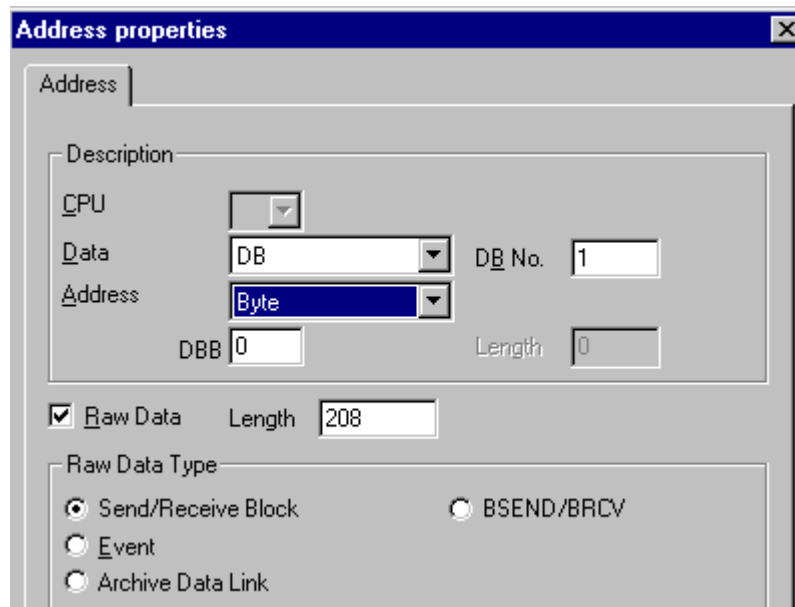 Address properties
Address
Description
CPU
Data DB DB No. 1
Address Byte
DBB 0 Length 0
Raw Data Length 208
Raw Data Type
Send/Receive Block BSEND/BRCV
Event
Archive Data Link